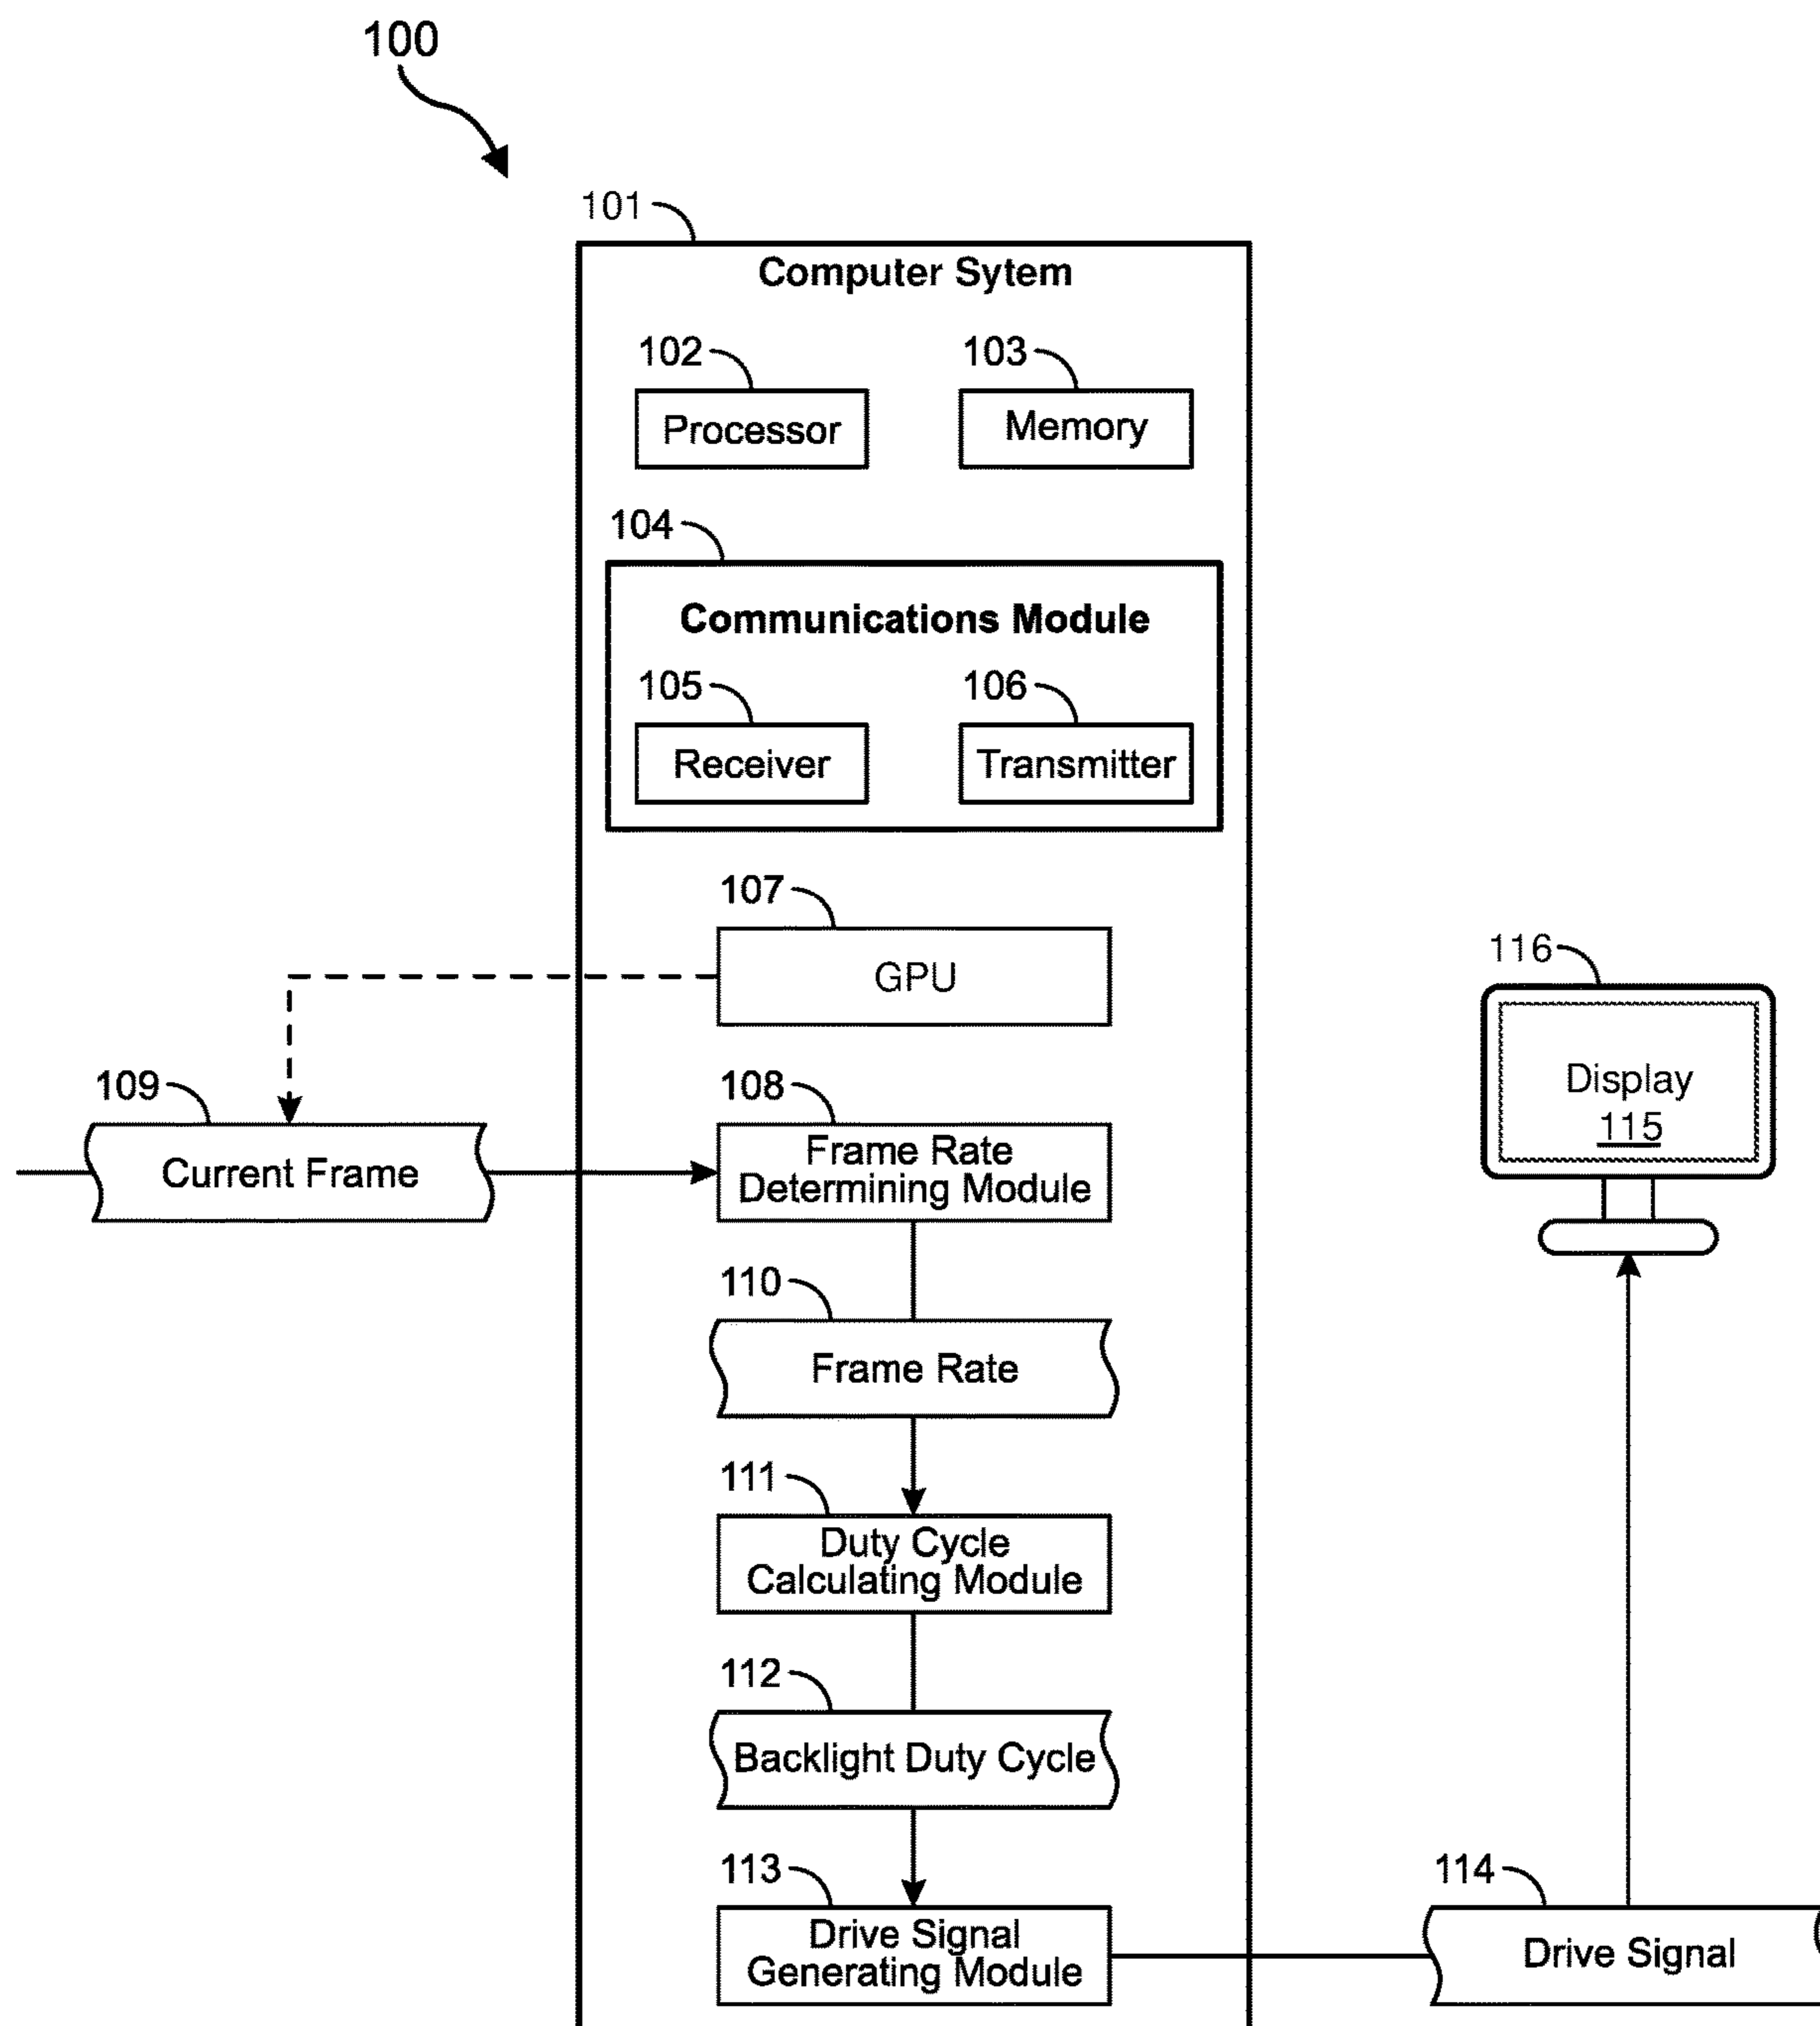 100
101
Computer Sytem
102
103
Processor
Memory
104
Communications Module
105
106
Receiver
Transmitter
107
GPU
116
Display
115
109
108
Current Frame
Frame Rate
Determining Module
110
Frame Rate
111
Duty Cycle
Calculating Module
112
Backlight Duty Cycle
113
114
Drive Signal
Generating Module
Drive Signal